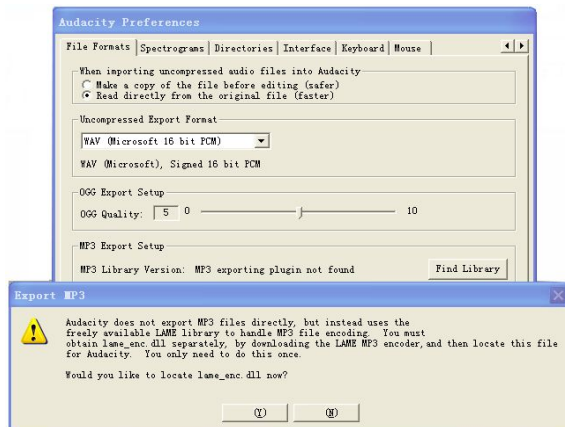 Audacity Preferences
File Formats Spectrograms Directories Interface Keyboard Mouse
When importing uncompressed audio files into Audacity
Make a copy of the file before editing (safer)
Read directly from the original file (faster)
Uncompressed Export Format
WAV (Microsoft 16 bit PCM)
WAV (Microsoft), Signed 16 bit PCM
OGG Export Setup
OGG Quality: 5 0 10
MP3 Export Setup
MP3 Library Version: MP3 exporting plugin not found Find Library
Export MP3
Audacity does not export MP3 files directly, but instead uses the
freely available LAME library to handle MP3 file encoding. You must
obtain lame_enc.dll separately, by downloading the LAME MP3 encoder, and then locate this file
for Audacity. You only need to do this once.
Would you like to locate lame_enc.dll now?
(Y) (N)